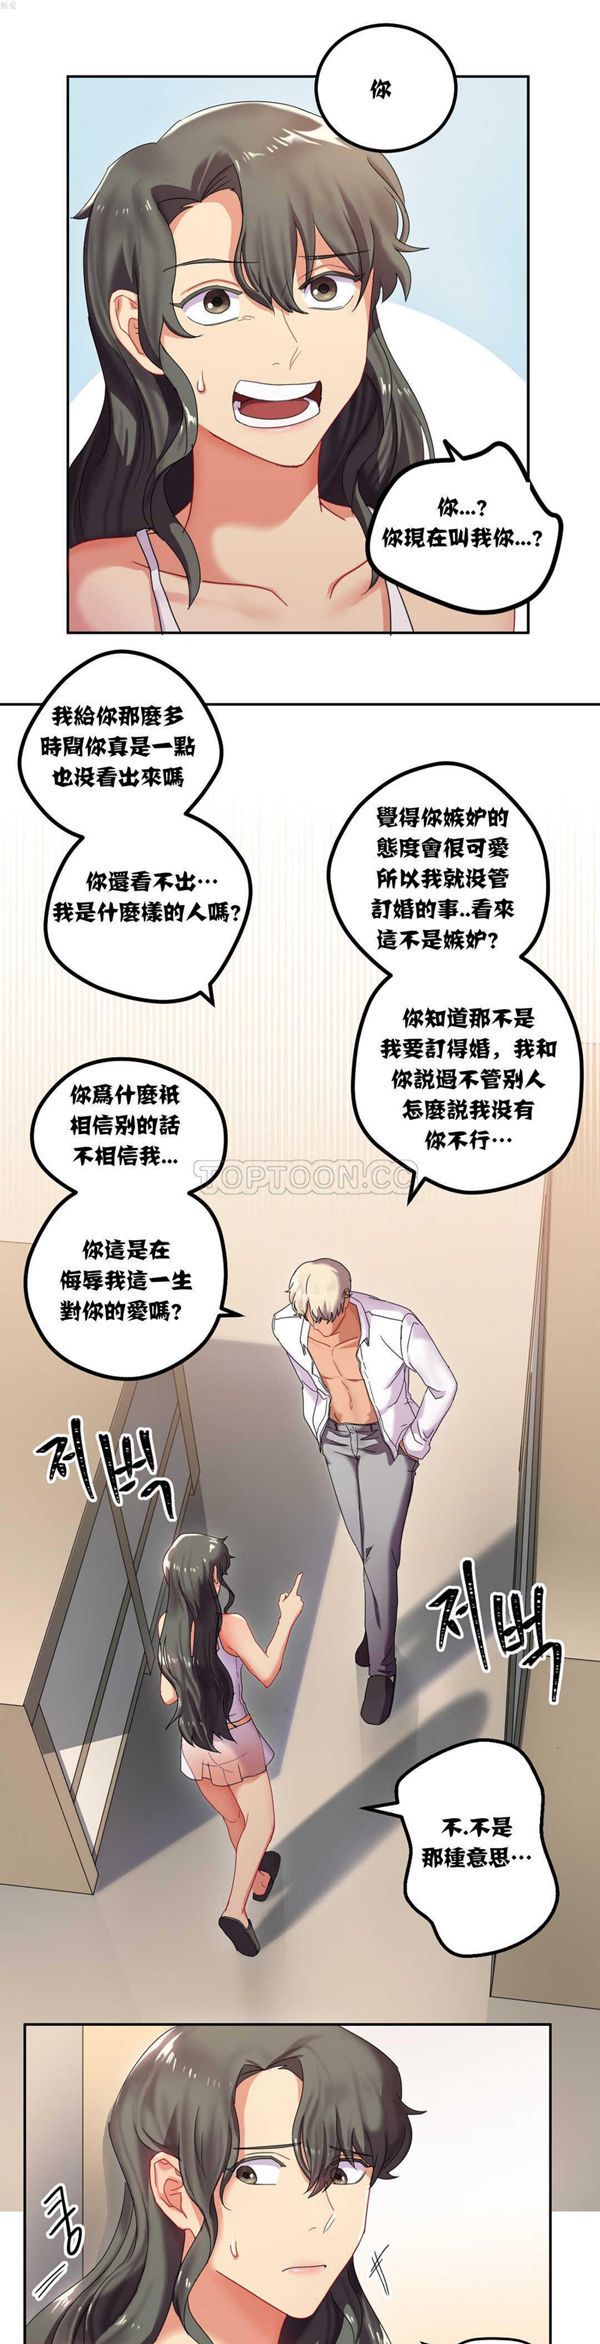 你
你...?
你現在叫我你...?
我給你那麼多
時間你真是一點
也没看出來嗎
你還看不出…
我是什麼樣的人嗎?
覺得你嫉妒的
態度會很可愛
所以我就没管
訂婚的事..看來
這不是嫉妒?
你知道那不是
我要訂得婚，我和
你説過不管别人
怎麼説我没有
你不行…
你爲什麼祇
相信别的話
不相信我...
TOPTOON.CC
你這是在
侮辱我這一生
對你的愛嗎?
저벅
저벅
不.不是
那種意思…
쿵